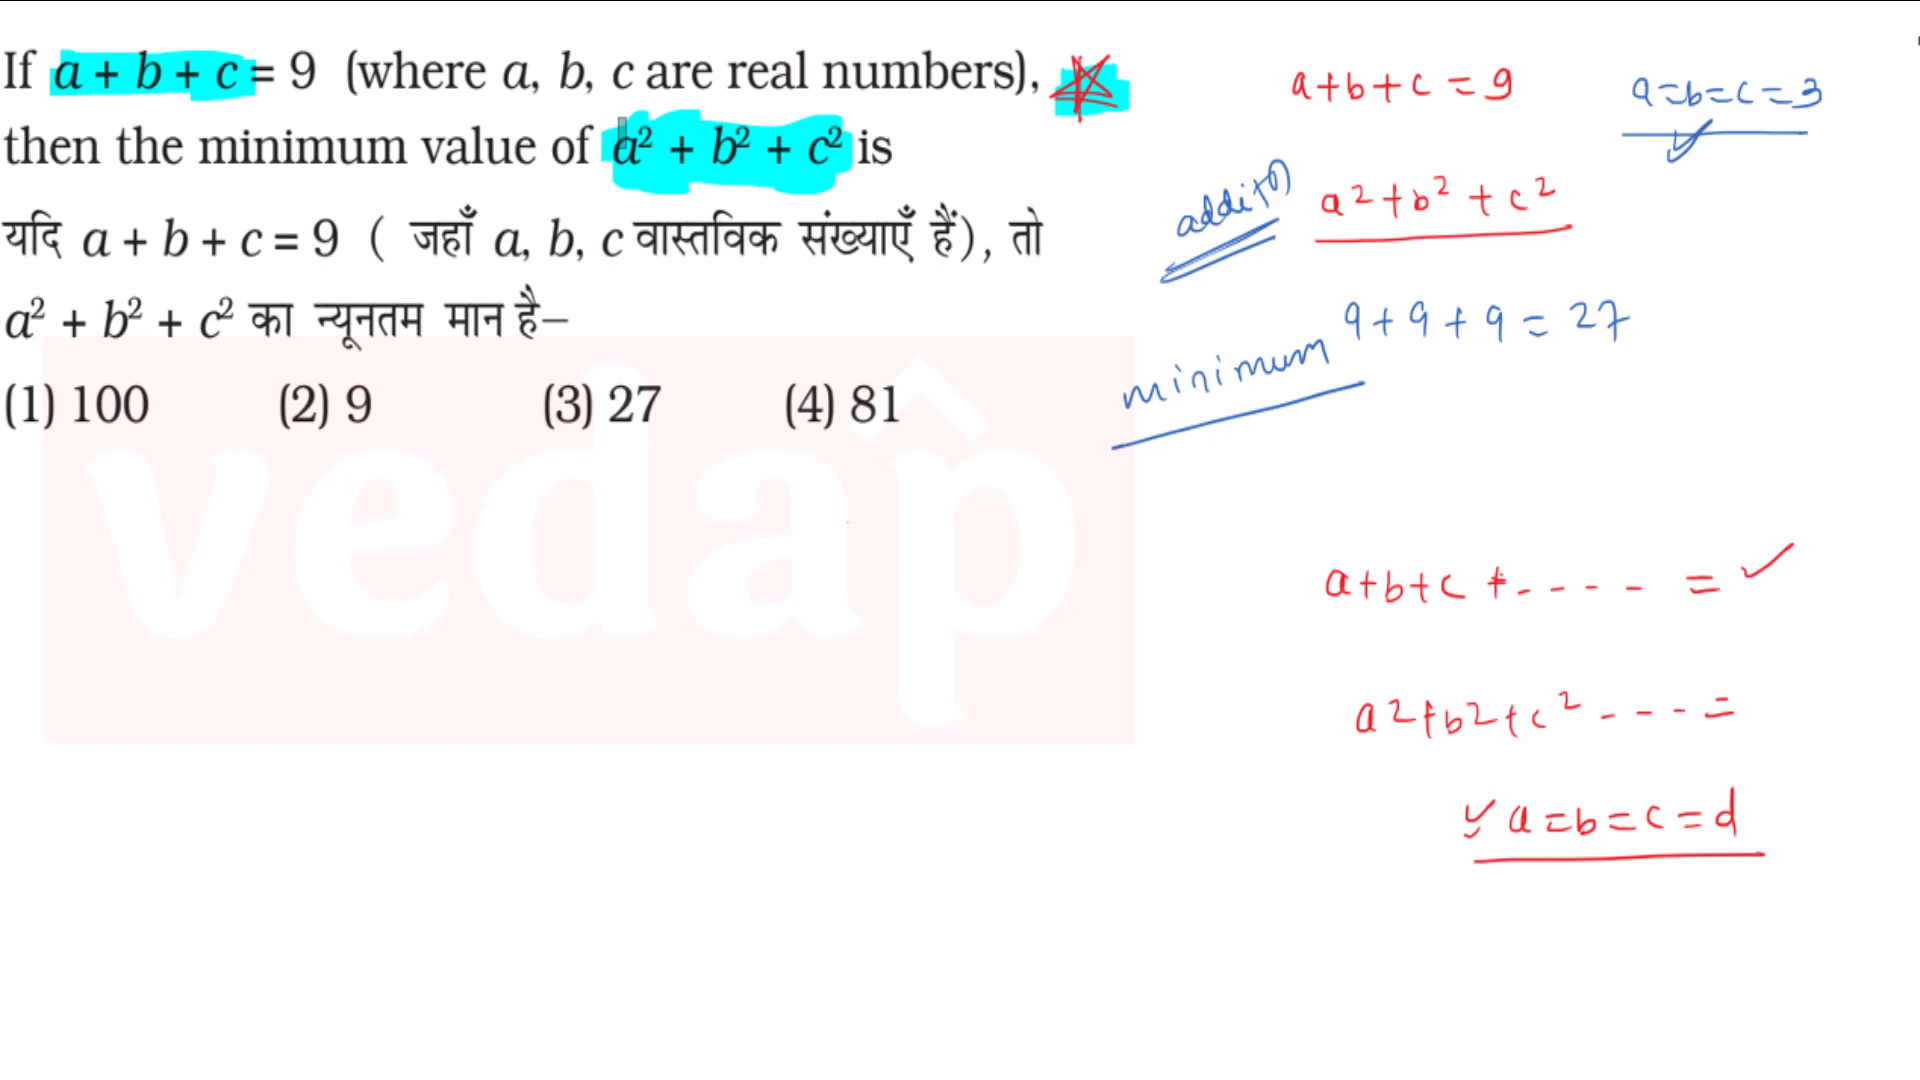 If a + b + c = 9 (where a, b, c are real numbers),
then the minimum value of a² + b² + c² is
यदि a + b + c = 9 ( जहाँ a, b, c वास्तविक संख्याएँ हैं), तो
a² + b² + c² का न्यूनतम मान है–
(1) 100 (2) 9 (3) 27 (4) 81
vedap
a+b+c = 9
a=b=c=3
a²+b²+c²
9+9+9 = 27
minimum
a+b+c+---- = ✓
a²+b²+c² ---- =
✓ a=b=c=d